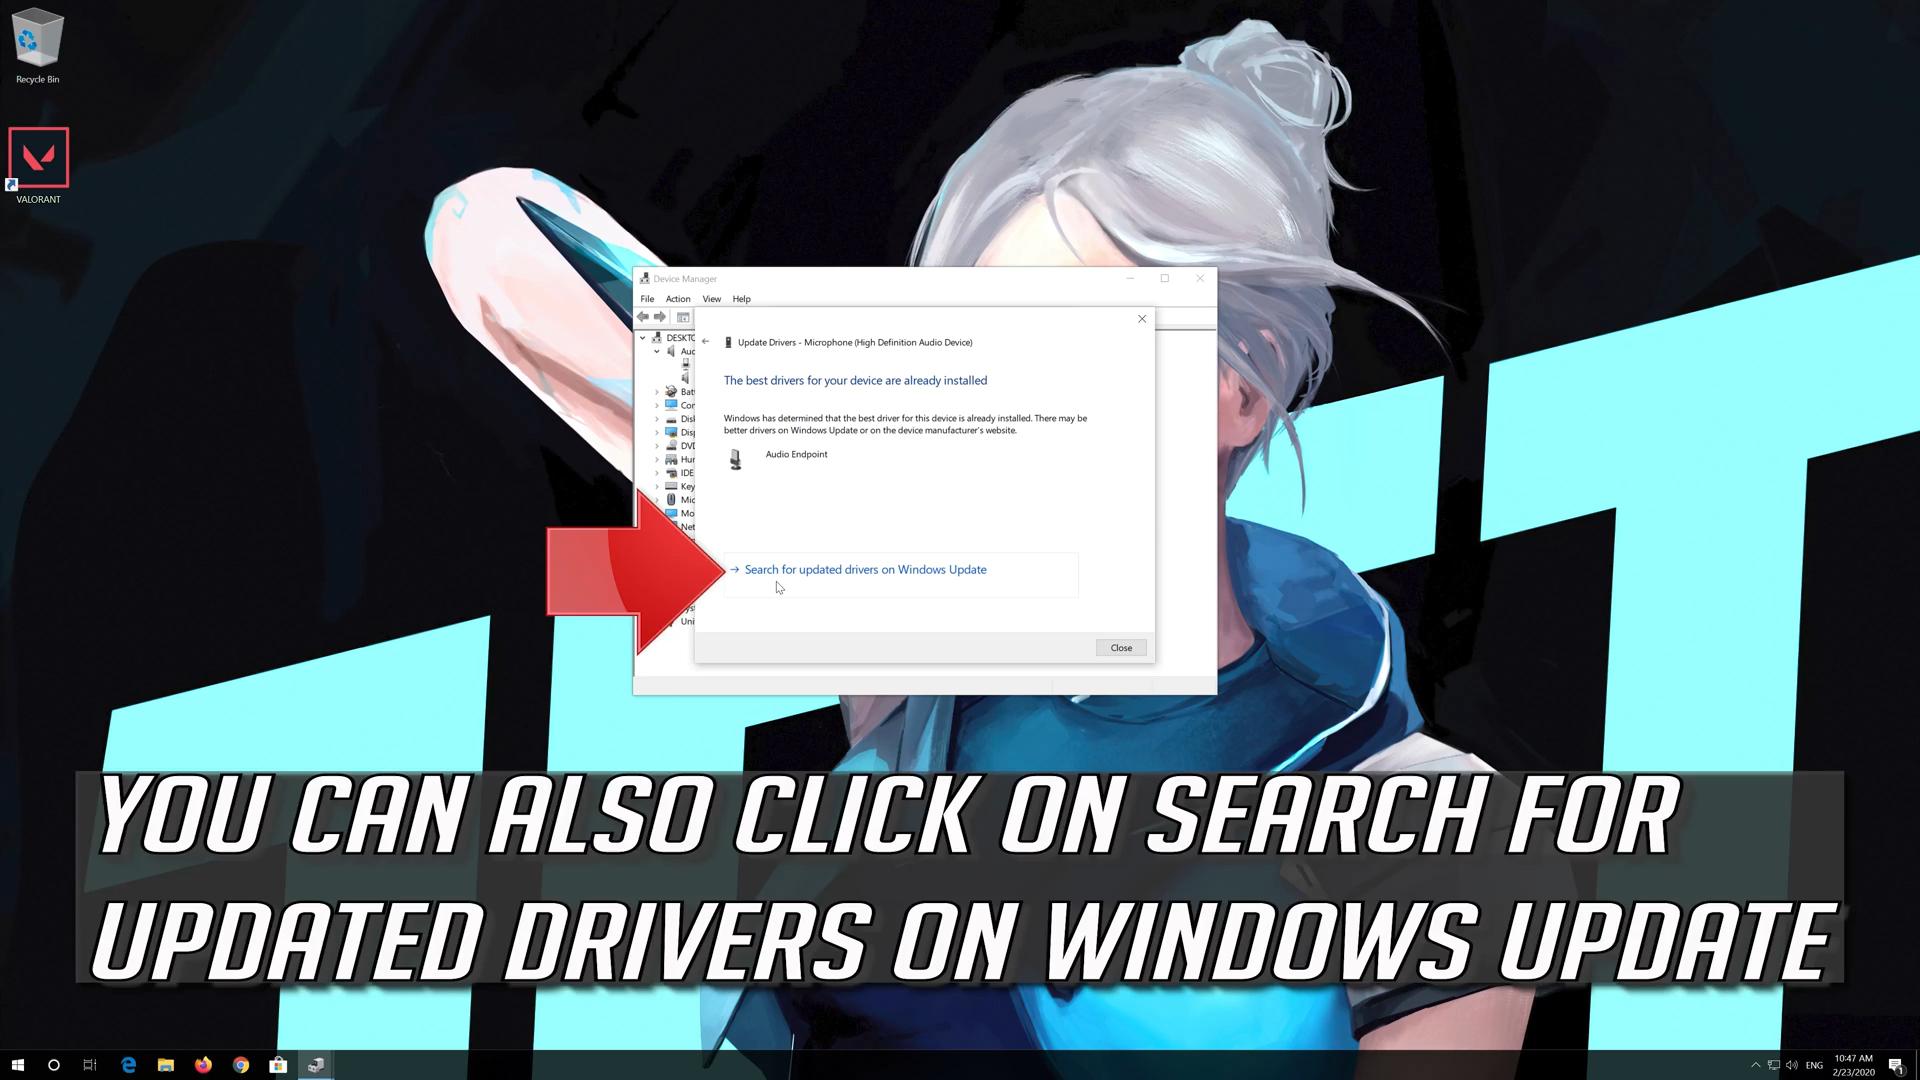 Recycle Bin
VALORANT
Device Manager
File Action View Help
Update Drivers - Microphone (High Definition Audio Device)
The best drivers for your device are already installed
Windows has determined that the best driver for this device is already installed. There may be
better drivers on Windows Update or on the device manufacturer's website.
Audio Endpoint
Search for updated drivers on Windows Update
Close
YOU CAN ALSO CLICK ON SEARCH FOR
UPDATED DRIVERS ON WINDOWS UPDATE
ENG
10:47 AM
2/23/2020
1